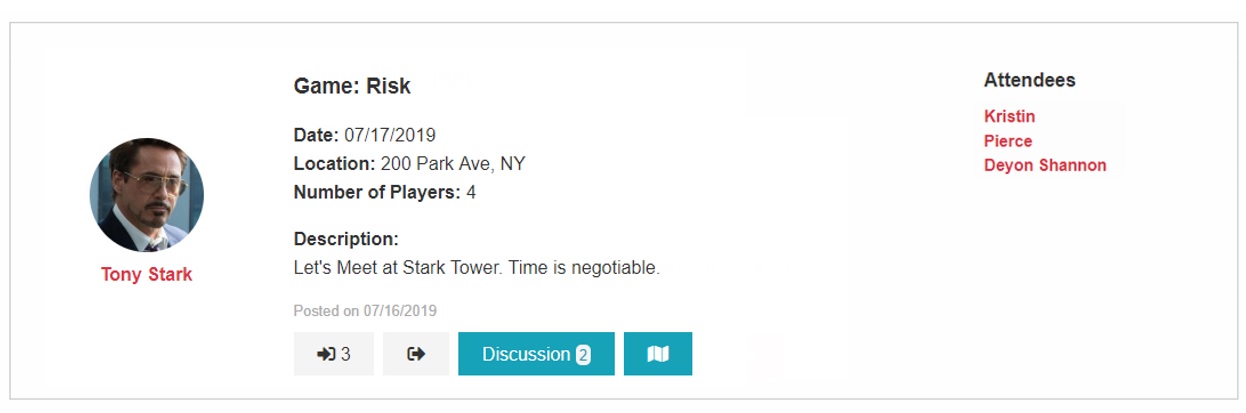 Game: Risk
Date: 07/17/2019
Location: 200 Park Ave, NY
Number of Players: 4
Description:
Let's Meet at Stark Tower. Time is negotiable.
Posted on 07/16/2019
3
Discussion 2
Tony Stark
Attendees
Kristin
Pierce
Deyon Shannon